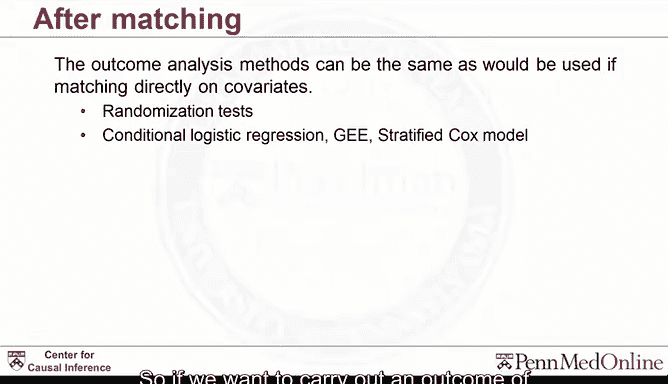 After matching
The outcome analysis methods can be the same as would be used if
matching directly on covariates.
• Randomization tests
• Conditional logistic regression, GEE, Stratified Cox model
Center for
Causal Inference
PennMedOnline
So if we want to carry out an outcome of